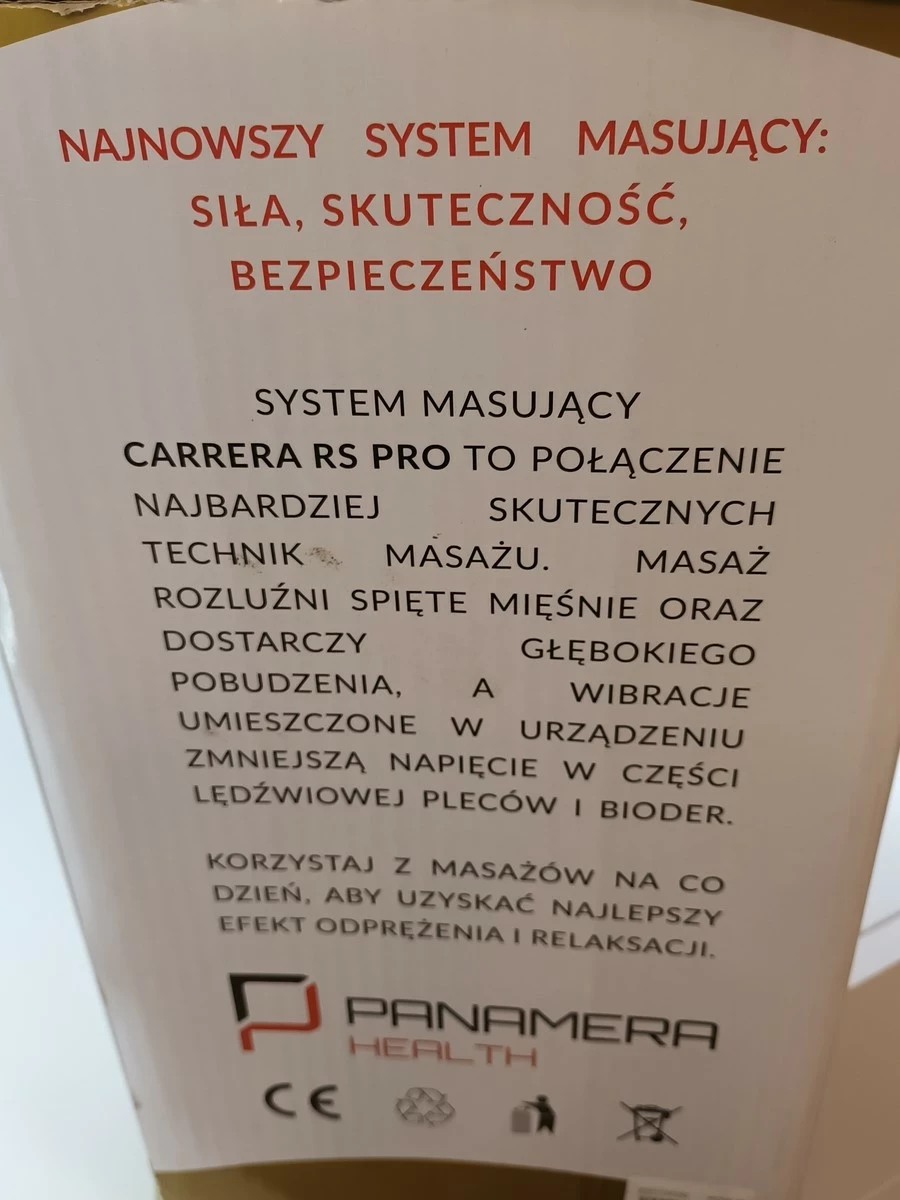 NAJNOWSZY SYSTEM MASUJĄCY:
SIŁA, SKUTECZNOŚĆ,
BEZPIECZEŃSTWO
SYSTEM MASUJĄCY
CARRERA RS PRO TO POŁĄCZENIE
NAJBARDZIEJ SKUTECZNYCH
TECHNIK MASAŻU. MASAŻ
ROZLUŹNI SPIĘTE MIĘŚNIE ORAZ
DOSTARCZY GŁĘBOKIEGO
POBUDZENIA, A WIBRACJE
UMIESZCZONE W URZĄDZENIU
ZMNIEJSZĄ NAPIĘCIE W CZĘŚCI
LĘDŹWIOWEJ PLECÓW I BIODER.
KORZYSTAJ Z MASAŻÓW NA CO
DZIEŃ, ABY UZYSKAĆ NAJLEPSZY
EFEKT ODPRĘŻENIA I RELAKSACJI.
PANAMERA
HEALTH
CE